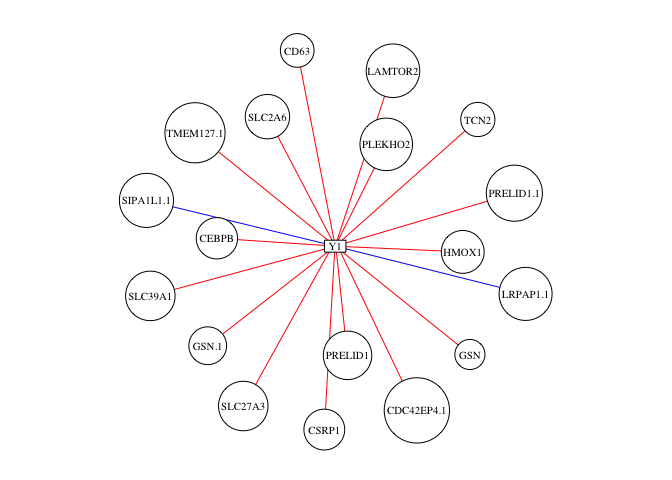 CD63
LAMTOR2
SLC2A6
TCN2
TMEM127.1
PLEKHO2
SIPA1L1.1
PRELID1.1
CEBPB
Y1
HMOX1
SLC39A1
LRPAP1.1
GSN.1
PRELID1
GSN
SLC27A3
CDC42EP4.1
CSRP1